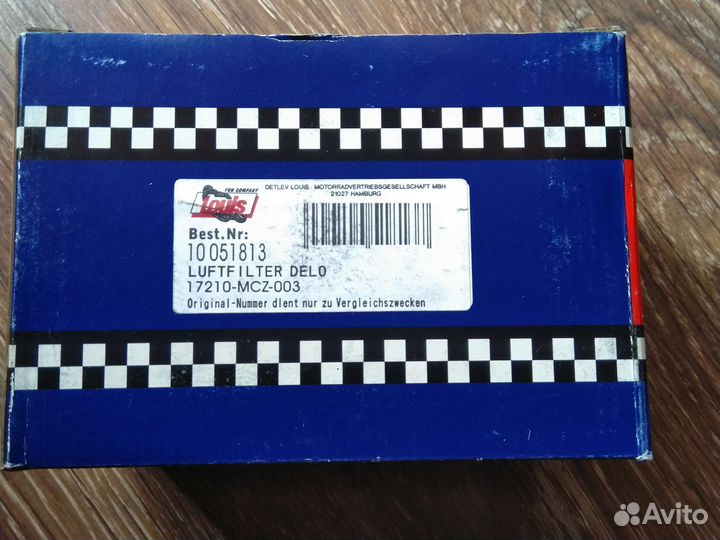 FUN COMPANY
Louis
DETLEV LOUIS MOTORRADVERTRIEBSGESELLSCHAFT MBH
21027 HAMBURG
Best.Nr:
10051813
LUFTFILTER DELO
17210-MCZ-003
Original-Nummer dient nur zu Vergleichszwecken
Avito